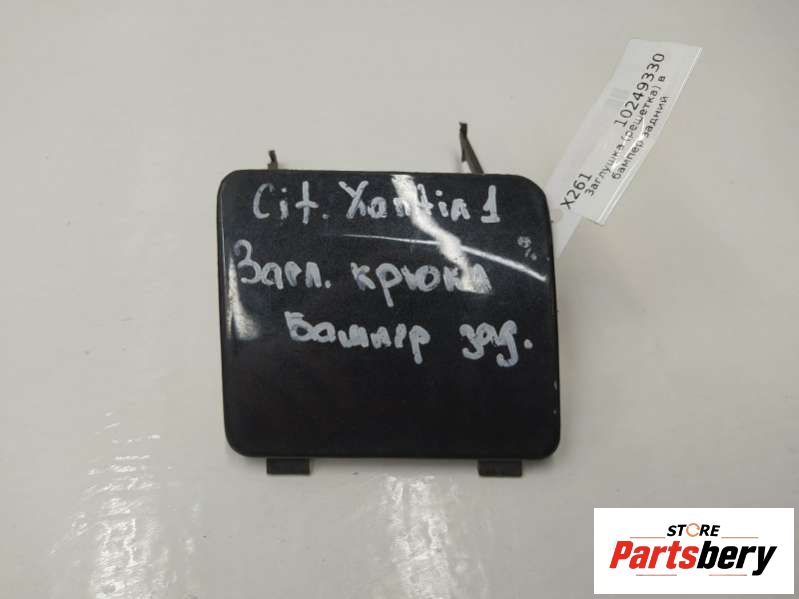 10249330
Заглушка (решетка) в
бампер задний
X261
Cit. Xantia 1
Загл. крюка
Бампер зад.
STORE
Partsbery